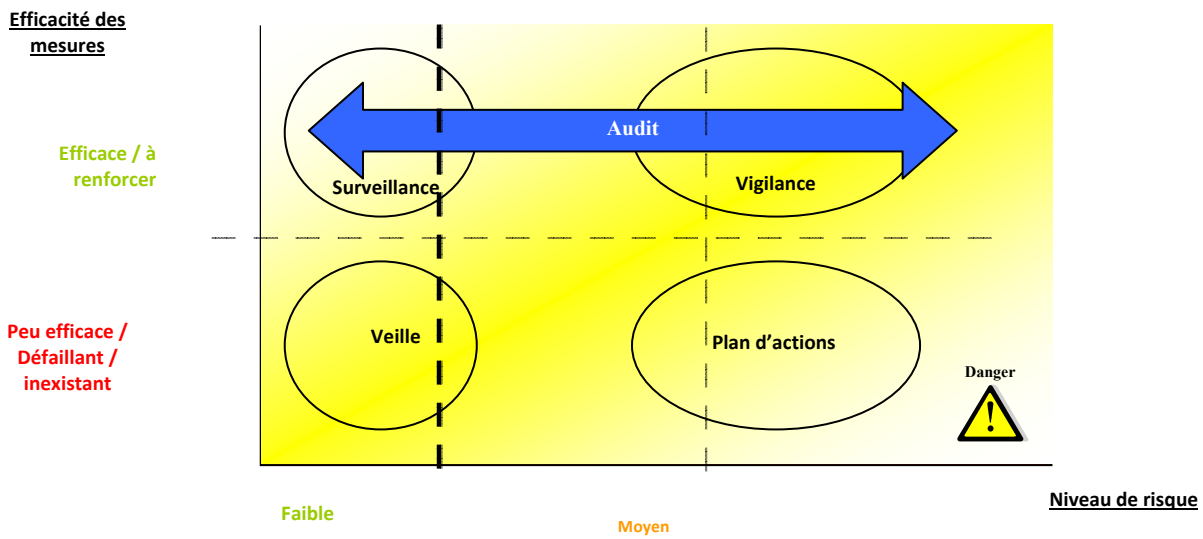 Efficacité des
mesures
Audit
Efficace / à
renforcer
Surveillance
Vigilance
Peu efficace /
Défaillant /
inexistant
Veille
Plan d’actions
Danger
!
Niveau de risque
Faible
Moyen